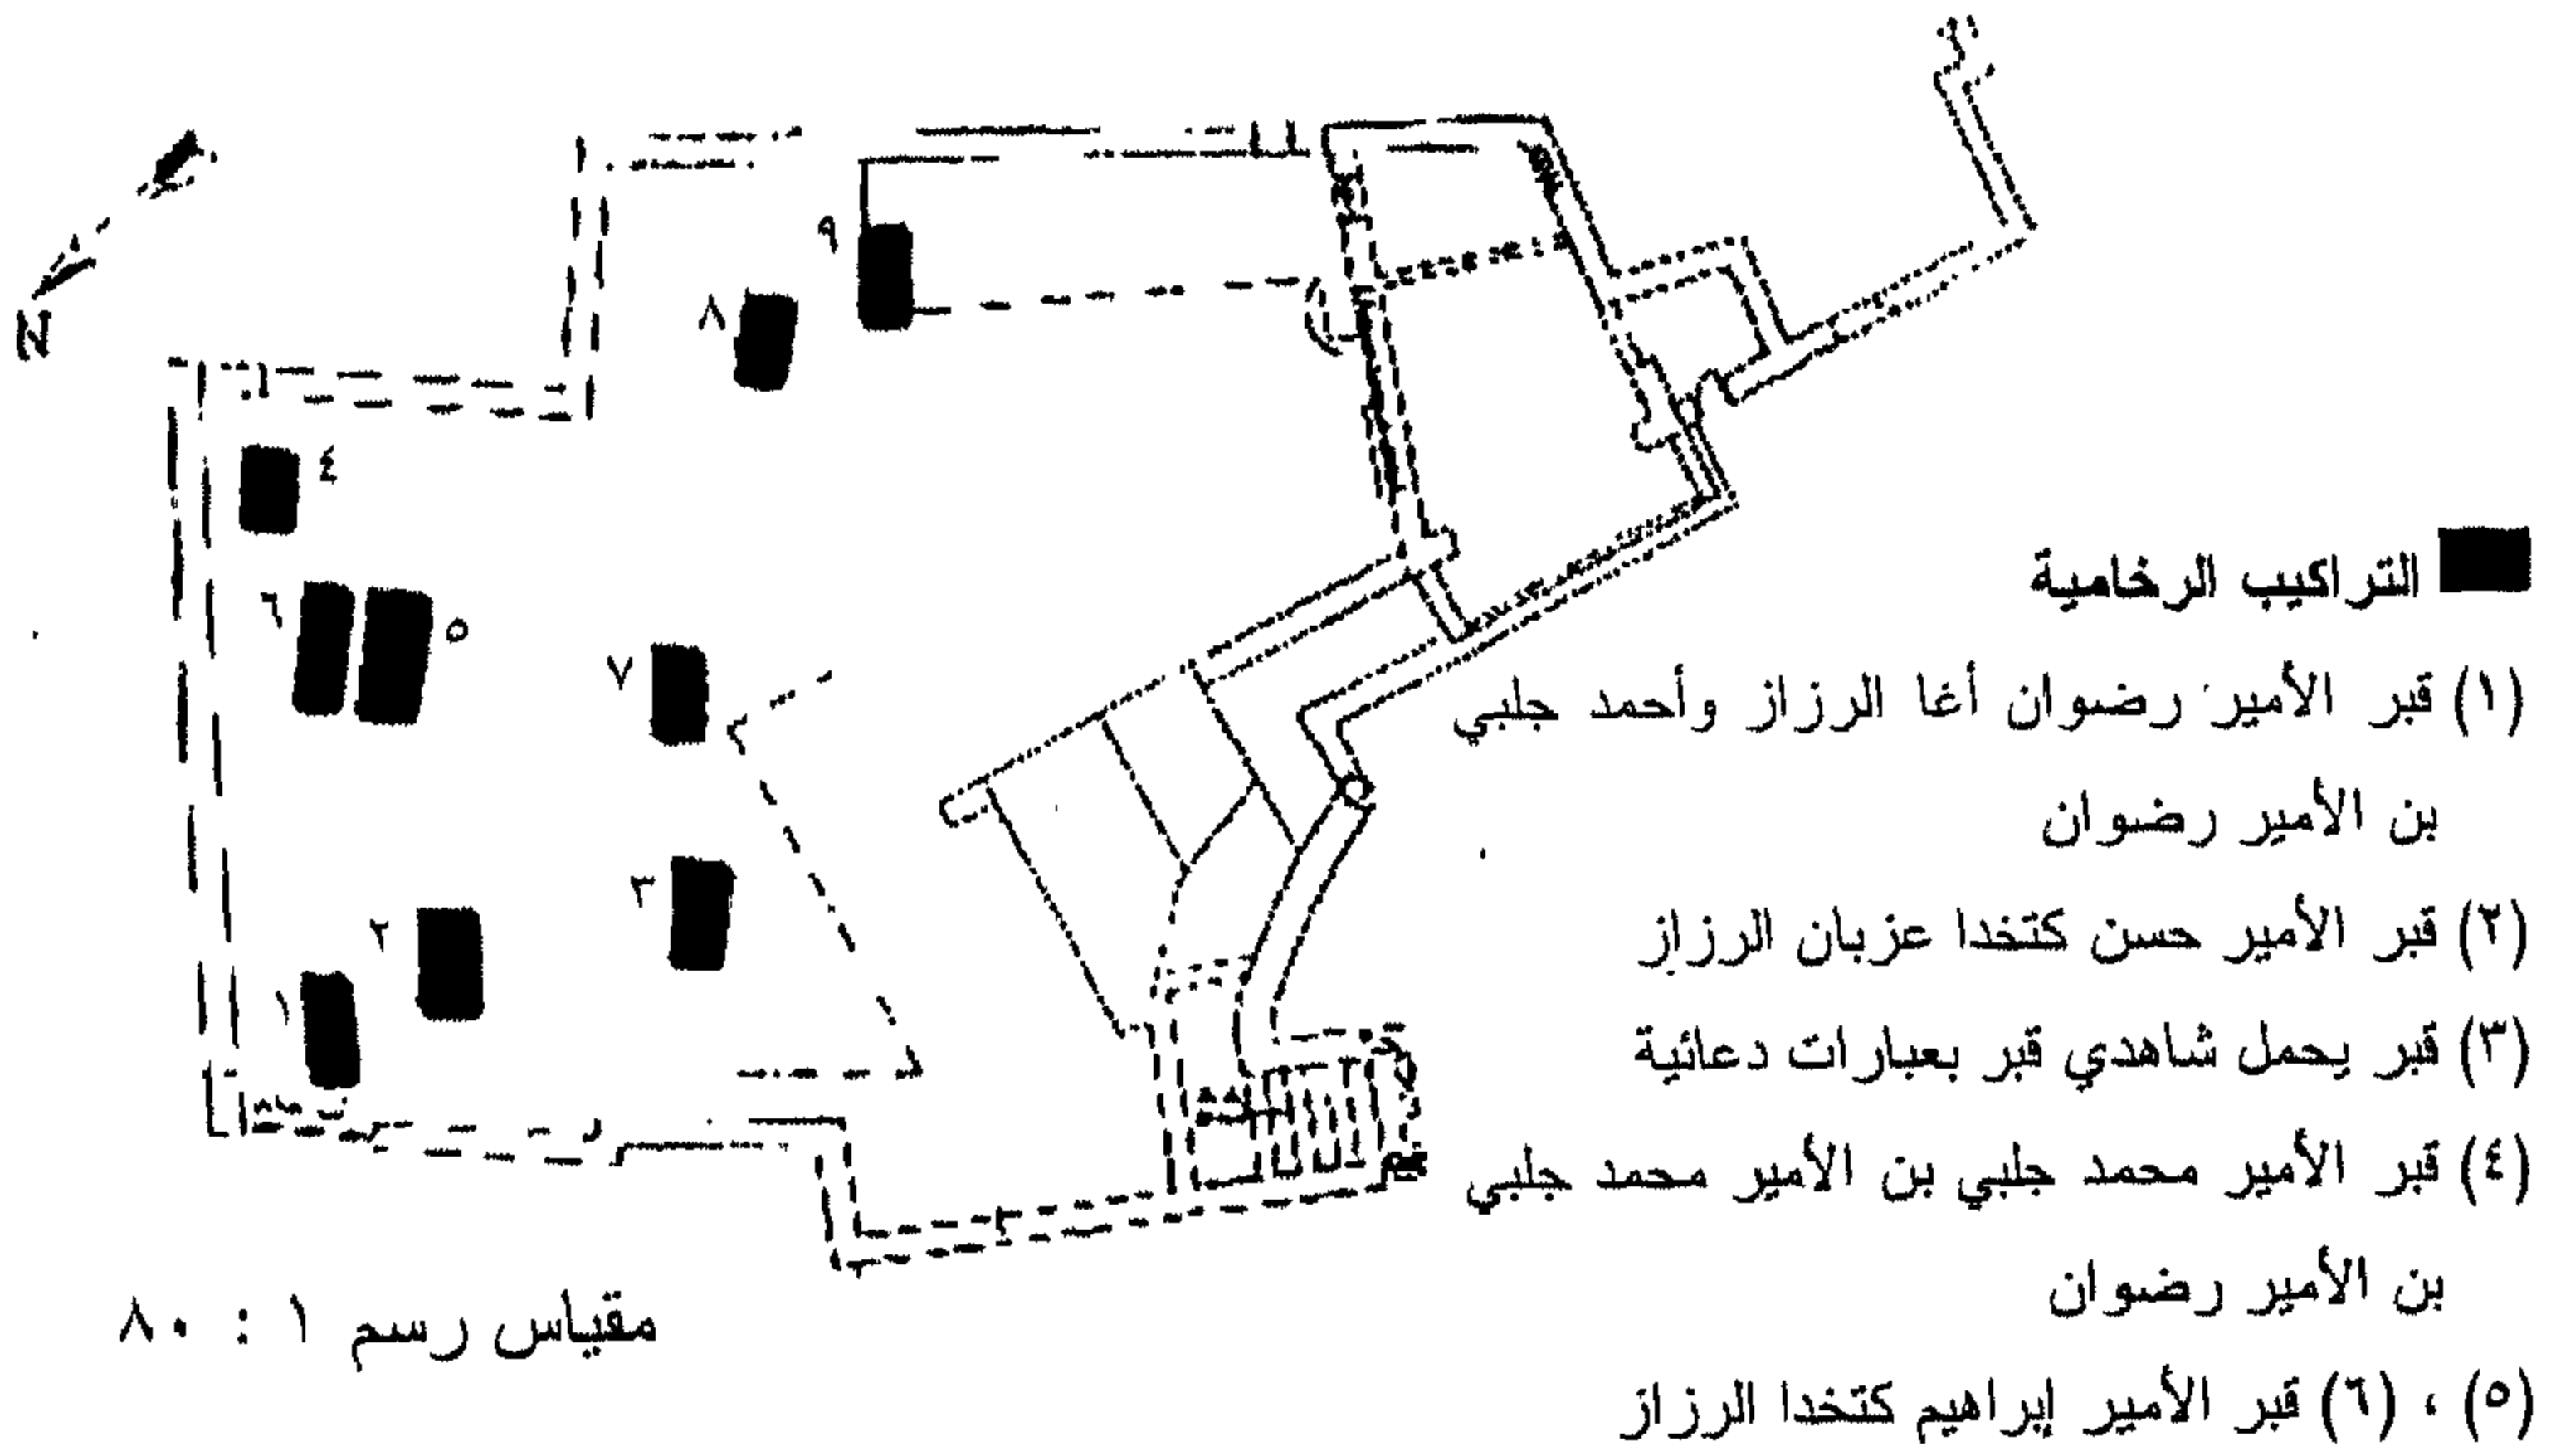 N
٩
٨
٤
٦
٥
٧
٣
٢
١
التراكيب الرخامية
(١) قبر الأمير رضوان أغا الرزاز وأحمد جلبي
بن الأمير رضوان
(٢) قبر الأمير حسن كتخدا عزبان الرزاز
(٣) قبر يحمل شاهدي قبر بعبارات دعائية
(٤) قبر الأمير محمد جلبي بن الأمير محمد جلبي
بن الأمير رضوان
(٥) ، (٦) قبر الأمير إبراهيم كتخدا الرزاز
مقياس رسم ١ : ٨٠